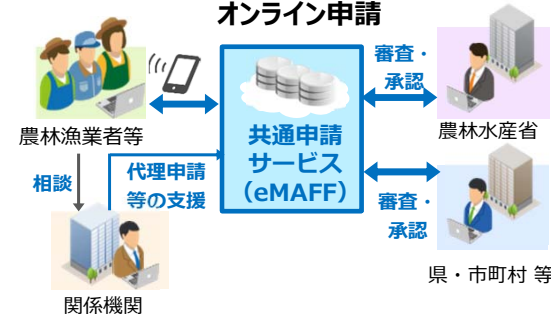 オンライン申請
農林漁業者等
相談
関係機関
代理申請
等の支援
共通申請
サービス
（eMAFF）
審査・
承認
農林水産省
審査・
承認
県・市町村 等